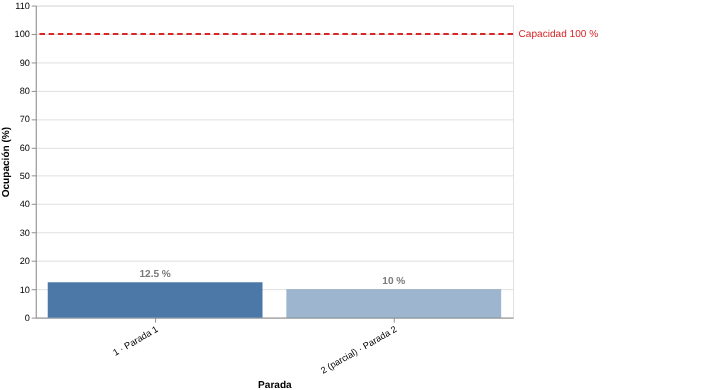 110
100
90
80
70
60
50
40
30
20
10
0
Ocupación (%)
Capacidad 100 %
12.5 %
10 %
1 · Parada 1
2 (parcial) · Parada 2
Parada